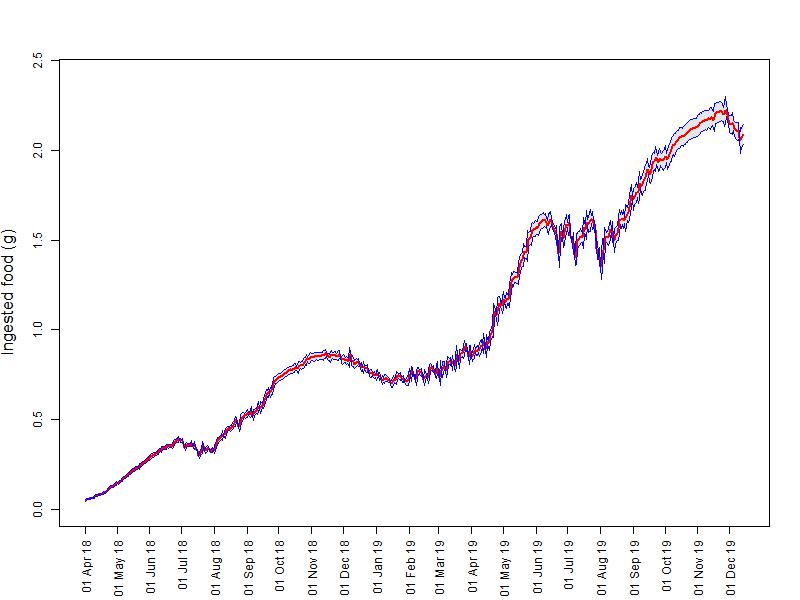 Ingested food (g)
2.5
2.0
1.5
1.0
0.5
0.0
01 Apr 18
01 May 18
01 Jun 18
01 Jul 18
01 Aug 18
01 Sep 18
01 Oct 18
01 Nov 18
01 Dec 18
01 Jan 19
01 Feb 19
01 Mar 19
01 Apr 19
01 May 19
01 Jun 19
01 Jul 19
01 Aug 19
01 Sep 19
01 Oct 19
01 Nov 19
01 Dec 19